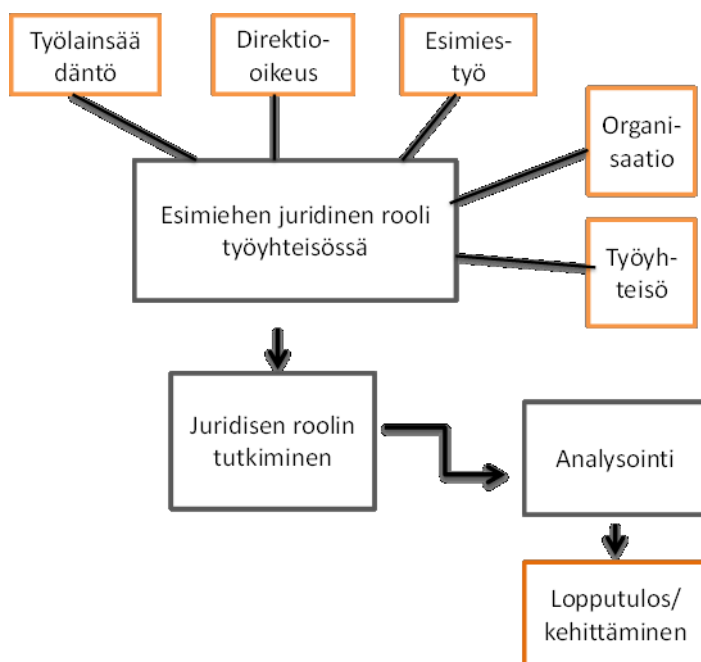 Työlainsää
däntö
Direktio-
oikeus
Esimies-
työ
Organi-
saatio
Esimiehen juridinen rooli
työyhteisössä
Työyh-
teisö
Juridisen roolin
tutkiminen
Analysointi
Lopputulos/
kehittäminen